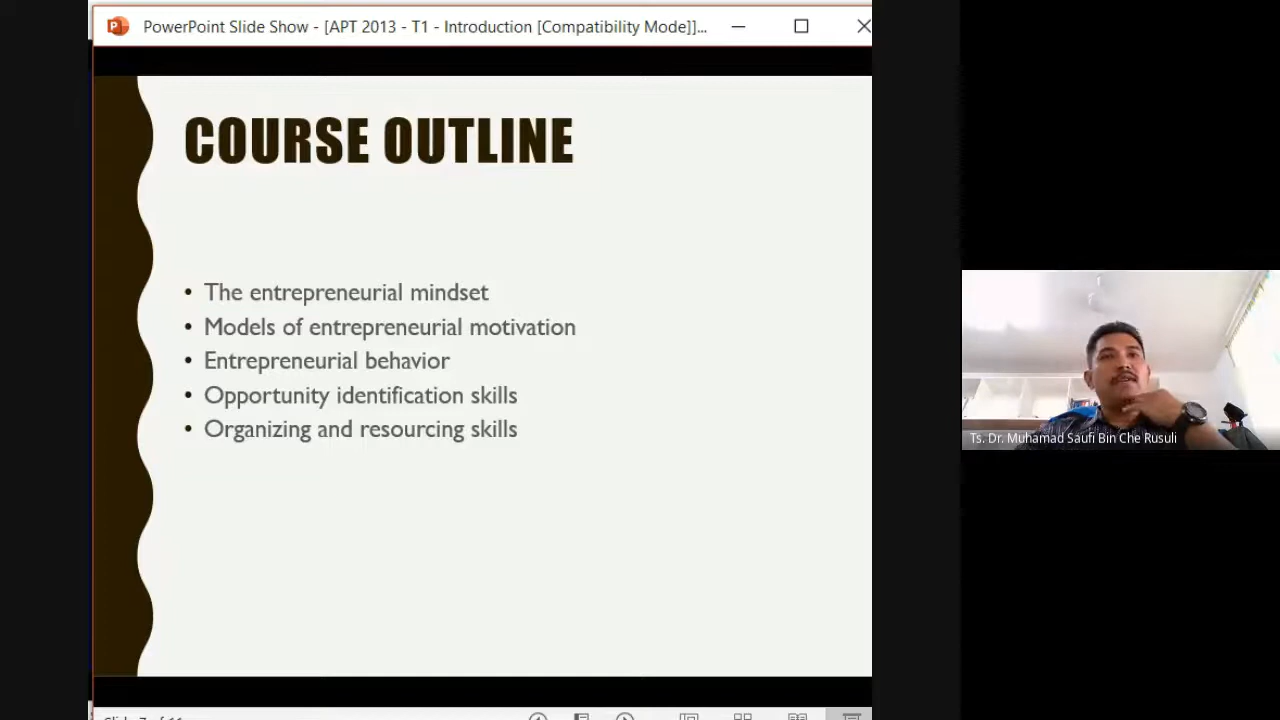 PowerPoint Slide Show - [APT 2013 - T1 - Introduction [Compatibility Mode]]...
COURSE OUTLINE
• The entrepreneurial mindset
• Models of entrepreneurial motivation
• Entrepreneurial behavior
• Opportunity identification skills
• Organizing and resourcing skills
Ts. Dr. Muhamad Saufi Bin Che Rusuli